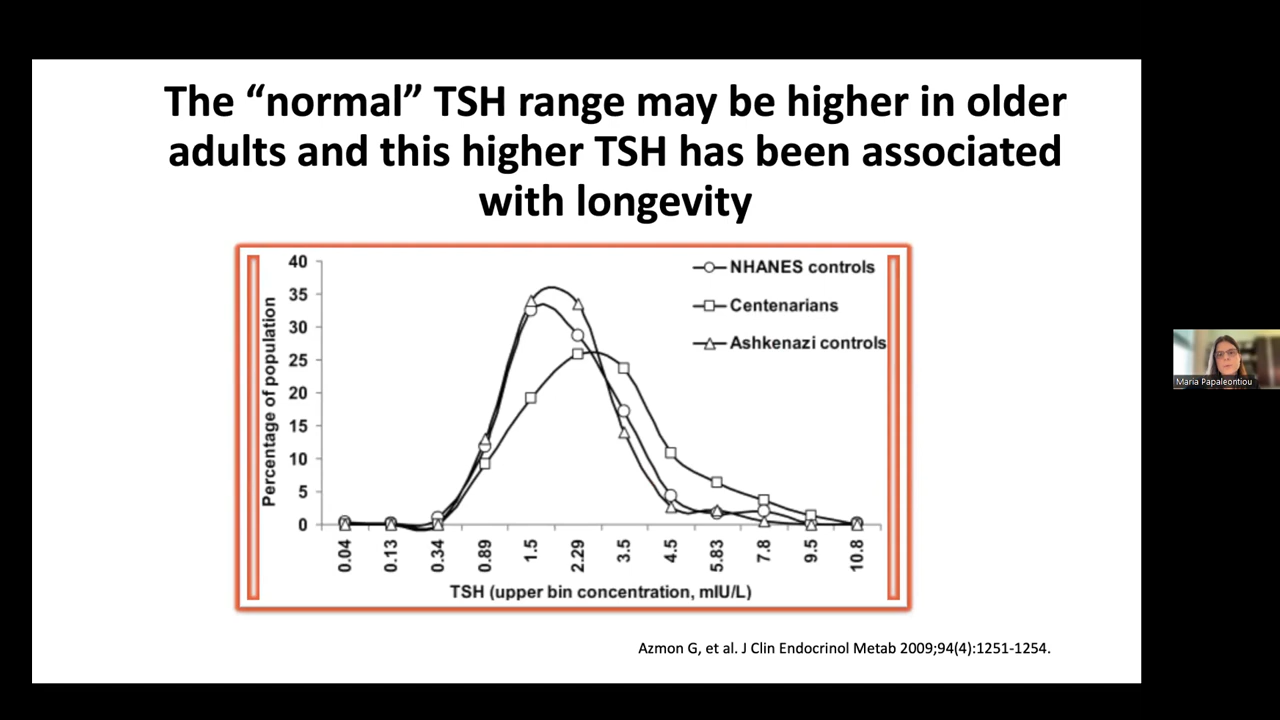 The “normal” TSH range may be higher in older
adults and this higher TSH has been associated
with longevity
40
35
30
25
20
15
10
5
0
Percentage of population
NHANES controls
Centenarians
Ashkenazi controls
0.04 0.13 0.34 0.89 1.5 2.29 3.5 4.5 5.83 7.8 9.5 10.8
TSH (upper bin concentration, mIU/L)
Azmon G, et al. J Clin Endocrinol Metab 2009;94(4):1251-1254.
Maria Papaleontiou